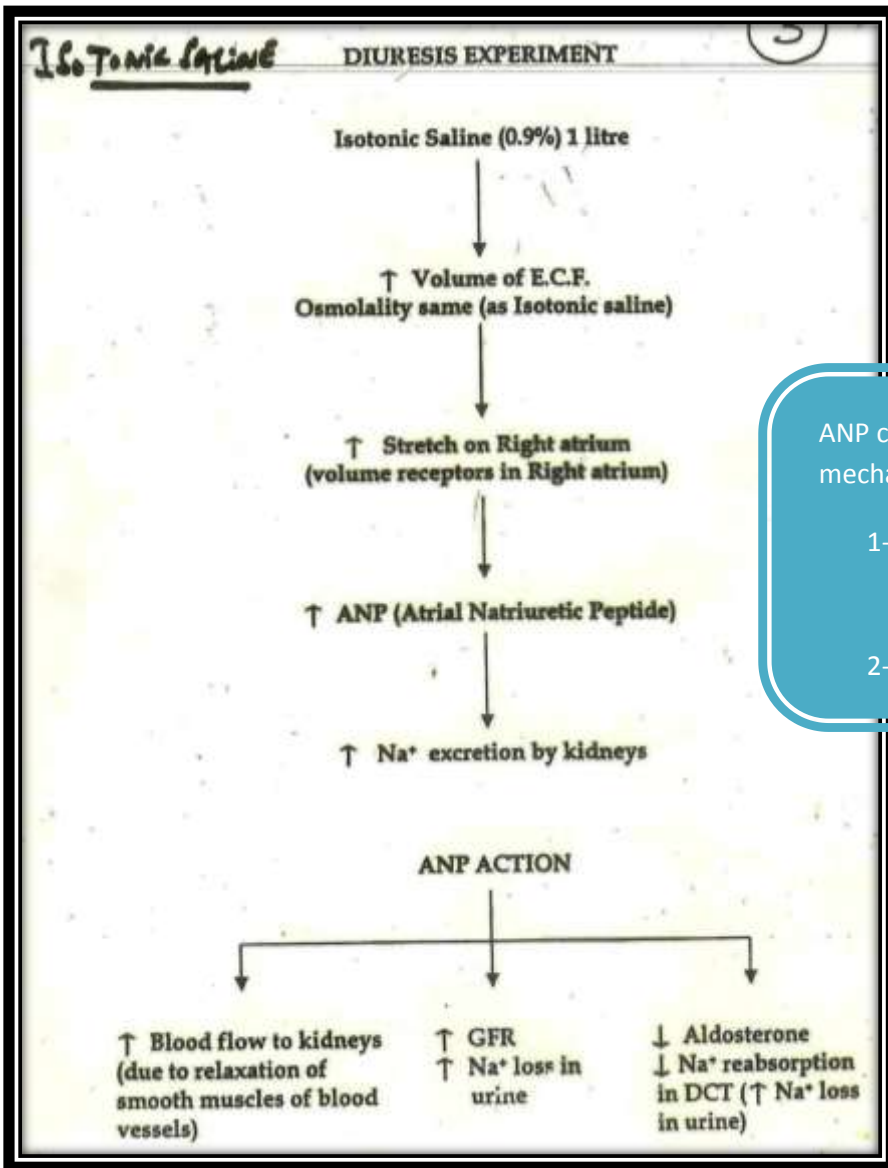 ISOTONIC SALINE
DIURESIS EXPERIMENT
3
Isotonic Saline (0.9%) 1 litre
↑ Volume of E.C.F.
Osmolality same (as Isotonic saline)
↑ Stretch on Right atrium
(volume receptors in Right atrium)
↑ ANP (Atrial Natriuretic Peptide)
↑ Na⁺ excretion by kidneys
ANP c
mecha
1-
2-
ANP ACTION
↑ Blood flow to kidneys
(due to relaxation of
smooth muscles of blood
vessels)
↑ GFR
↑ Na⁺ loss in
urine
↓ Aldosterone
↓ Na⁺ reabsorption
in DCT (↑ Na⁺ loss
in urine)